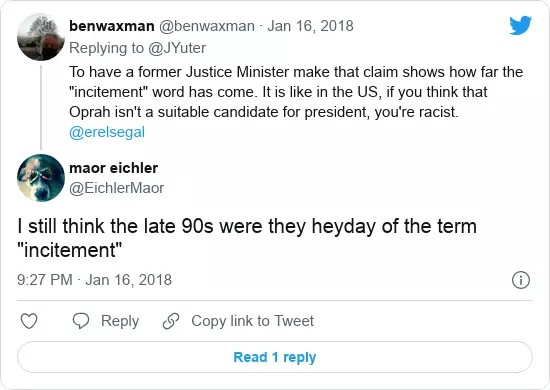 benwaxman @benwaxman · Jan 16, 2018
Replying to @JYuter
To have a former Justice Minister make that claim shows how far the
"incitement" word has come. It is like in the US, if you think that
Oprah isn't a suitable candidate for president, you're racist.
@erelsegal
maor eichler
@EichlerMaor
I still think the late 90s were they heyday of the term
"incitement"
9:27 PM · Jan 16, 2018
Reply
Copy link to Tweet
Read 1 reply